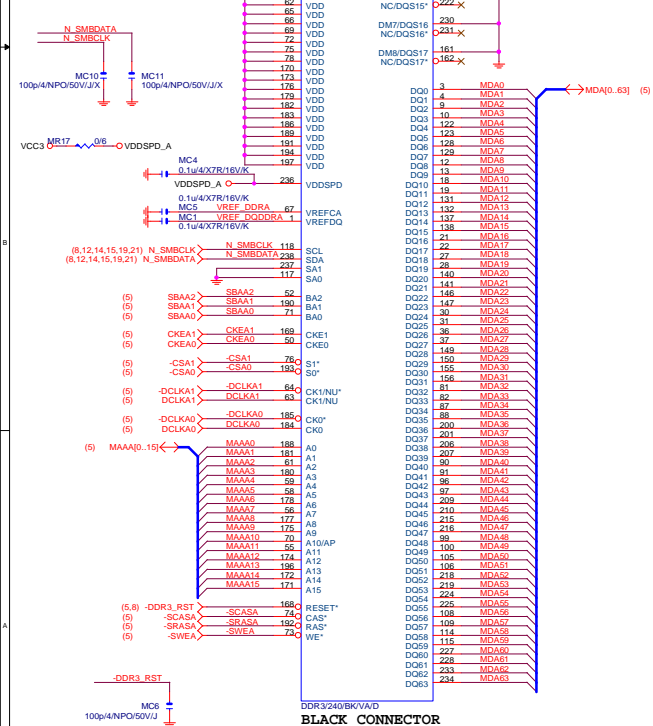 62 VDD NC/DQS15* 222
65 VDD
66 VDD DM7/DQS16 230
69 VDD NC/DQS16* 231
72 VDD
75 VDD DM8/DQS17 161
78 VDD NC/DQS17* 162
170 VDD
173 VDD
176 VDD
179 VDD
182 VDD
183 VDD
186 VDD
189 VDD
191 VDD
194 VDD
197 VDD
N_SMBDATA
N_SMBCLK
MC10
100p/4/NPO/50V/J/X
MC11
100p/4/NPO/50V/J/X
VCC3 MR17 0/6 VDDSPD_A
MC4
0.1u/4/X7R/16V/K
VDDSPD_A 236 VDDSPD
0.1u/4/X7R/16V/K
MC5 VREF_DDRA 67 VREFCA
MC1 VREF_DQDDRA 1 VREFDQ
0.1u/4/X7R/16V/K
(8,12,14,15,19,21) N_SMBCLK N_SMBCLK 118 SCL
(8,12,14,15,19,21) N_SMBDATA N_SMBDATA 238 SDA
237 SA1
117 SA0
B
(5) SBAA2 SBAA2 52 BA2
(5) SBAA1 SBAA1 190 BA1
(5) SBAA0 SBAA0 71 BA0
(5) CKEA1 CKEA1 169 CKE1
(5) CKEA0 CKEA0 50 CKE0
(5) -CSA1 -CSA1 76 S1*
(5) -CSA0 -CSA0 193 S0*
(5) -DCLKA1 -DCLKA1 64 CK1/NU*
(5) DCLKA1 DCLKA1 63 CK1/NU
(5) -DCLKA0 -DCLKA0 185 CK0*
(5) DCLKA0 DCLKA0 184 CK0
(5) MAAA[0..15]
MAAA0 188 A0
MAAA1 181 A1
MAAA2 61 A2
MAAA3 180 A3
MAAA4 59 A4
MAAA5 58 A5
MAAA6 178 A6
MAAA7 56 A7
MAAA8 177 A8
MAAA9 175 A9
MAAA10 70 A10/AP
MAAA11 55 A11
MAAA12 174 A12
MAAA13 196 A13
MAAA14 172 A14
MAAA15 171 A15
A
(5,8) -DDR3_RST 168 RESET*
(5) -SCASA -SCASA 74 CAS*
(5) -SRASA -SRASA 192 RAS*
(5) -SWEA -SWEA 73 WE*
-DDR3_RST
MC6
100p/4/NPO/50V/J
MDA[0..63] (5)
DQ0 3 MDA0
DQ1 4 MDA1
DQ2 9 MDA2
DQ3 10 MDA3
DQ4 122 MDA4
DQ5 123 MDA5
DQ6 128 MDA6
DQ7 129 MDA7
DQ8 12 MDA8
DQ9 13 MDA9
DQ10 18 MDA10
DQ11 19 MDA11
DQ12 131 MDA12
DQ13 132 MDA13
DQ14 137 MDA14
DQ15 138 MDA15
DQ16 21 MDA16
DQ17 22 MDA17
DQ18 27 MDA18
DQ19 28 MDA19
DQ20 140 MDA20
DQ21 141 MDA21
DQ22 146 MDA22
DQ23 147 MDA23
DQ24 30 MDA24
DQ25 31 MDA25
DQ26 36 MDA26
DQ27 37 MDA27
DQ28 149 MDA28
DQ29 150 MDA29
DQ30 155 MDA30
DQ31 156 MDA31
DQ32 81 MDA32
DQ33 82 MDA33
DQ34 87 MDA34
DQ35 88 MDA35
DQ36 200 MDA36
DQ37 201 MDA37
DQ38 206 MDA38
DQ39 207 MDA39
DQ40 90 MDA40
DQ41 91 MDA41
DQ42 96 MDA42
DQ43 97 MDA43
DQ44 209 MDA44
DQ45 210 MDA45
DQ46 215 MDA46
DQ47 216 MDA47
DQ48 99 MDA48
DQ49 100 MDA49
DQ50 105 MDA50
DQ51 106 MDA51
DQ52 218 MDA52
DQ53 219 MDA53
DQ54 224 MDA54
DQ55 225 MDA55
DQ56 108 MDA56
DQ57 109 MDA57
DQ58 114 MDA58
DQ59 115 MDA59
DQ60 227 MDA60
DQ61 228 MDA61
DQ62 233 MDA62
DQ63 234 MDA63
DDR3/240/BK/VA/D
BLACK CONNECTOR